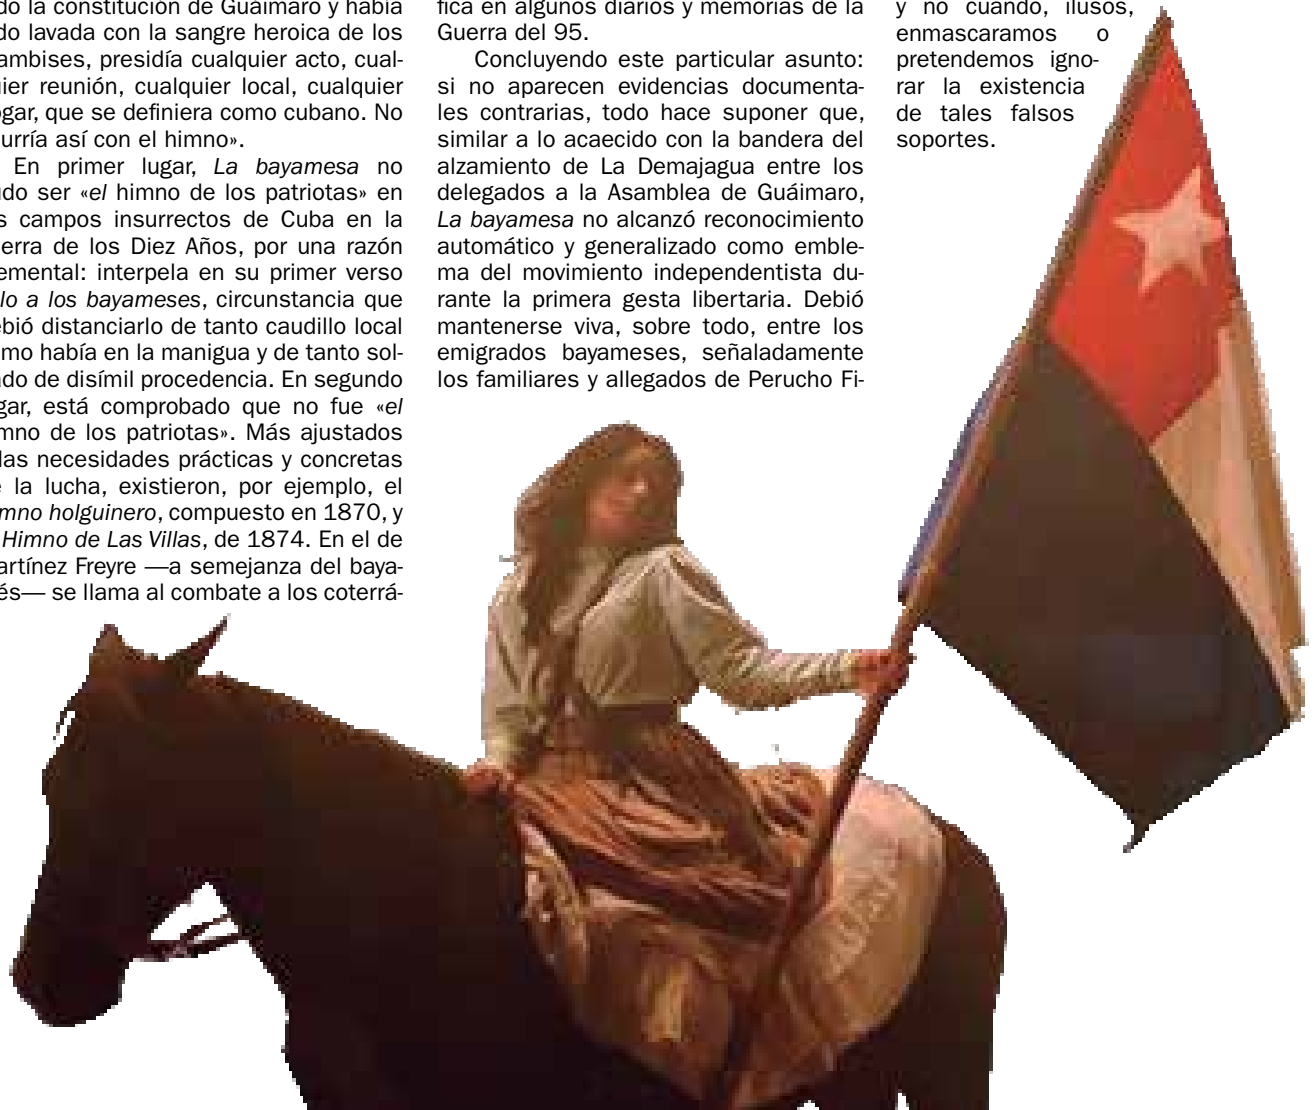 do la constitución de Guáimaro y había
do lavada con la sangre heroica de los
ambises, presidía cualquier acto, cual-
ier reunión, cualquier local, cualquier
ogar, que se definiera como cubano. No
urría así con el himno».
En primer lugar, La bayamesa no
udo ser «el himno de los patriotas» en
s campos insurrectos de Cuba en la
ierra de los Diez Años, por una razón
emental: interpela en su primer verso
lo a los bayameses, circunstancia que
ebió distanciarlo de tanto caudillo local
mo había en la manigua y de tanto sol-
do de disímil procedencia. En segundo
gar, está comprobado que no fue «el
mno de los patriotas». Más ajustados
las necesidades prácticas y concretas
e la lucha, existieron, por ejemplo, el
mno holguinero, compuesto en 1870, y
Himno de Las Villas, de 1874. En el de
artínez Freyre —a semejanza del baya-
és— se llama al combate a los coterrá-
fica en algunos diarios y memorias de la
Guerra del 95.
Concluyendo este particular asunto:
si no aparecen evidencias documenta-
les contrarias, todo hace suponer que,
similar a lo acaecido con la bandera del
alzamiento de La Demajagua entre los
delegados a la Asamblea de Guáimaro,
La bayamesa no alcanzó reconocimiento
automático y generalizado como emble-
ma del movimiento independentista du-
rante la primera gesta libertaria. Debió
mantenerse viva, sobre todo, entre los
emigrados bayameses, señaladamente
los familiares y allegados de Perucho Fi-
y no cuando, ilusos,
enmascaramos o
pretendemos igno-
rar la existencia
de tales falsos
soportes.